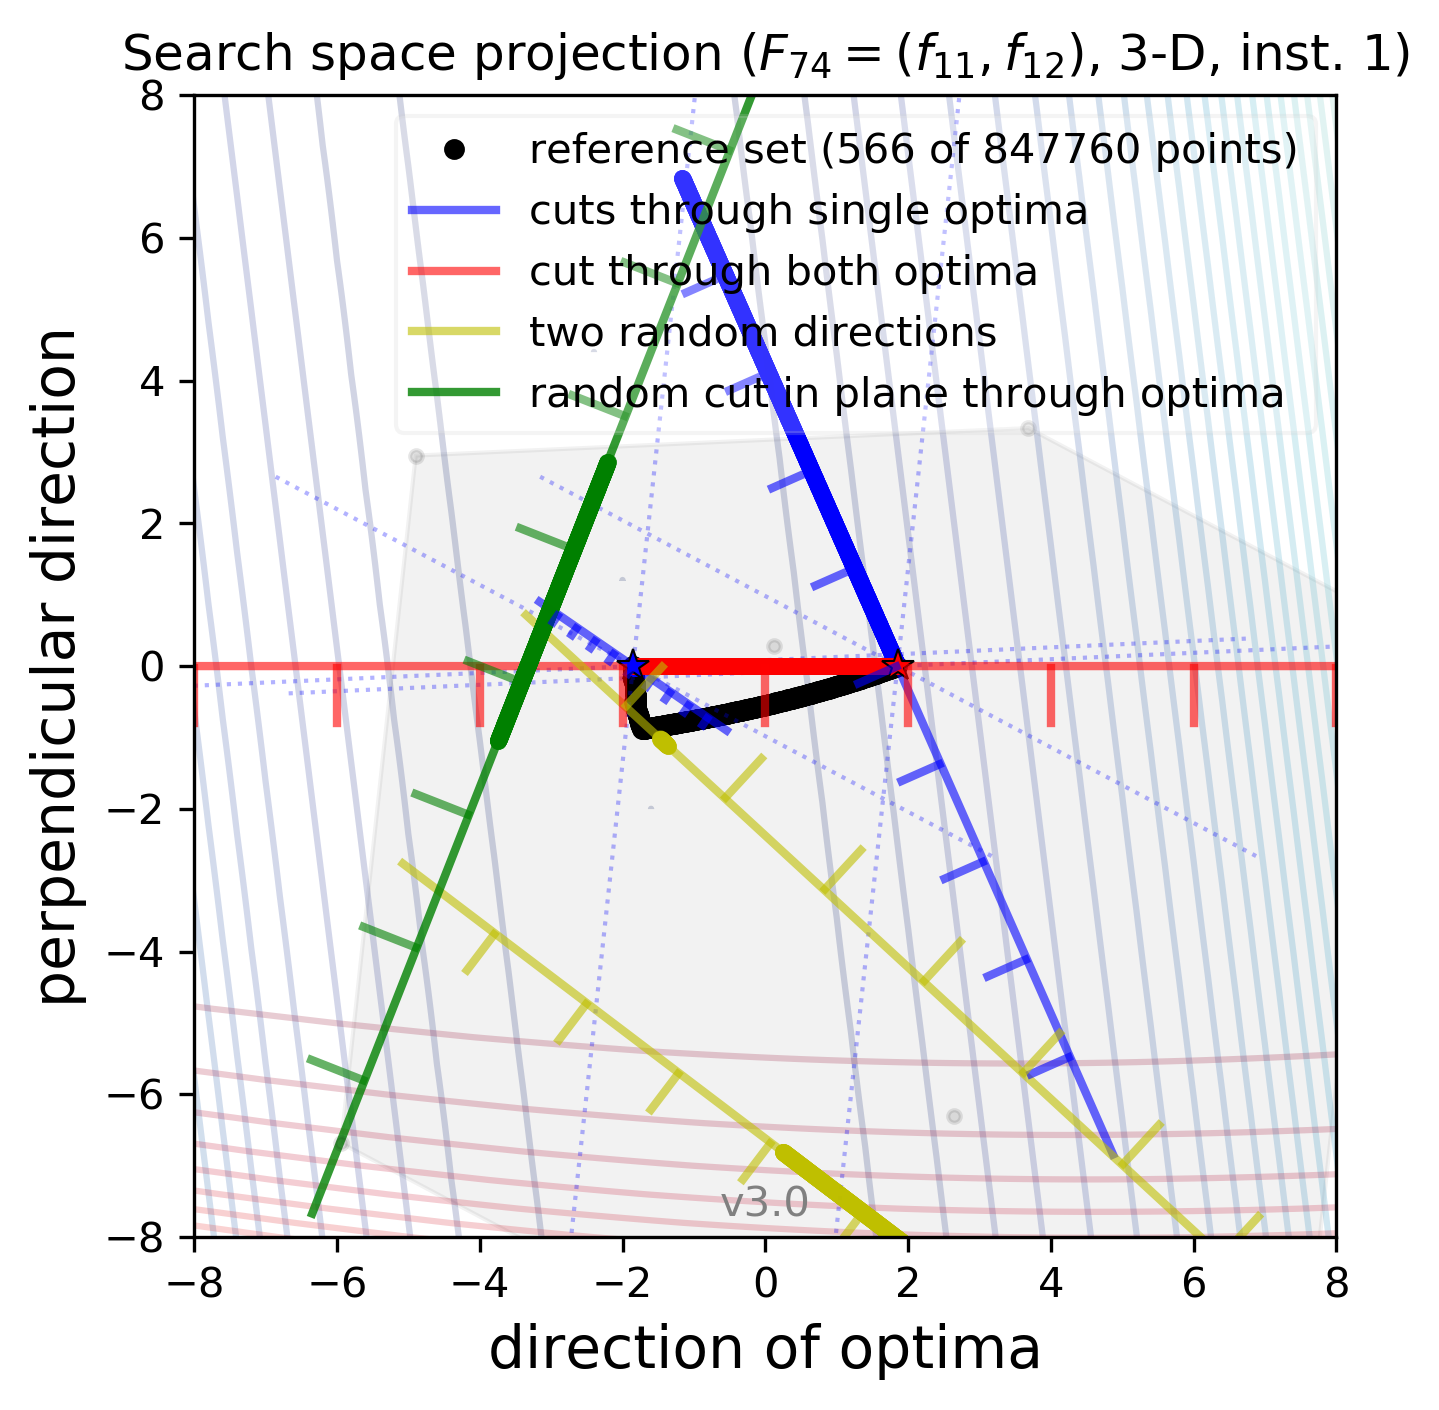 Search space projection (F74 = (f11, f12), 3-D, inst. 1)
reference set (566 of 847760 points)
cuts through single optima
cut through both optima
two random directions
random cut in plane through optima
perpendicular direction
8
6
4
2
0
−2
−4
−6
−8
v3.0
−8 −6 −4 −2 0 2 4 6 8
direction of optima